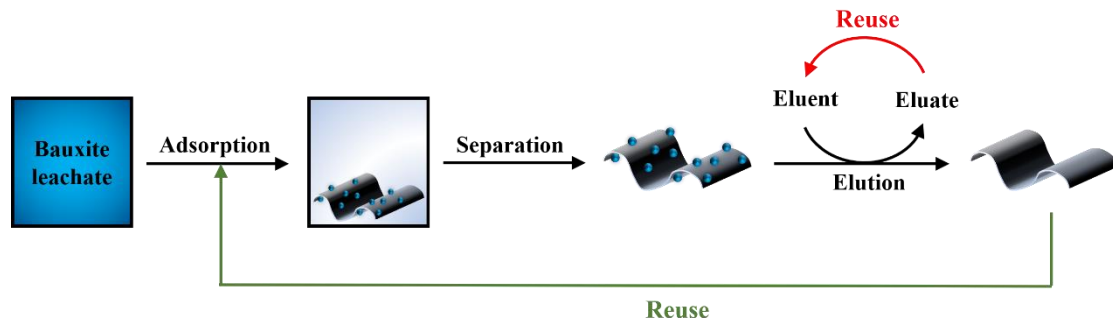 Reuse
Eluent
Eluate
Bauxite
leachate
Adsorption
Separation
Elution
Reuse